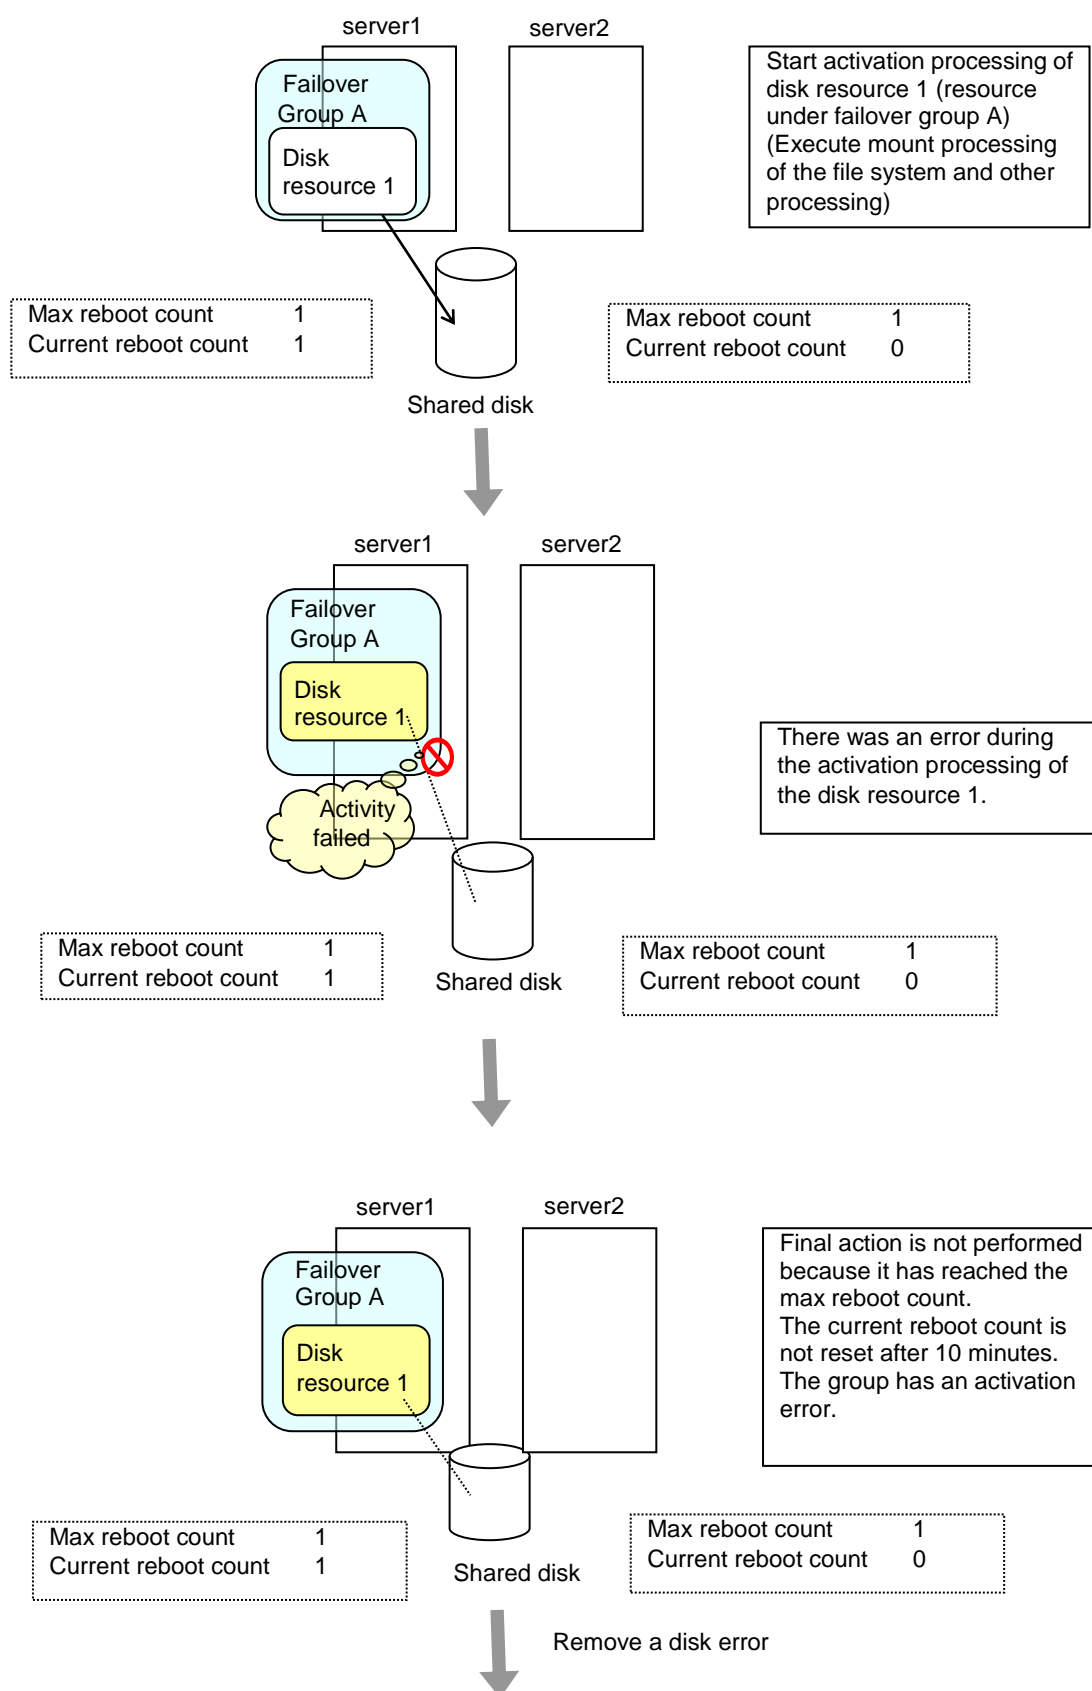 server1
server2
Failover
Group A
Disk
resource 1
Start activation processing of
disk resource 1 (resource
under failover group A)
(Execute mount processing
of the file system and other
processing)
Max reboot count 1
Current reboot count 1
Max reboot count 1
Current reboot count 0
Shared disk
server1
server2
Failover
Group A
Disk
resource 1
Activity
failed
There was an error during
the activation processing of
the disk resource 1.
Max reboot count 1
Current reboot count 1
Max reboot count 1
Current reboot count 0
Shared disk
server1
server2
Failover
Group A
Disk
resource 1
Final action is not performed
because it has reached the
max reboot count.
The current reboot count is
not reset after 10 minutes.
The group has an activation
error.
Max reboot count 1
Current reboot count 1
Max reboot count 1
Current reboot count 0
Shared disk
Remove a disk error